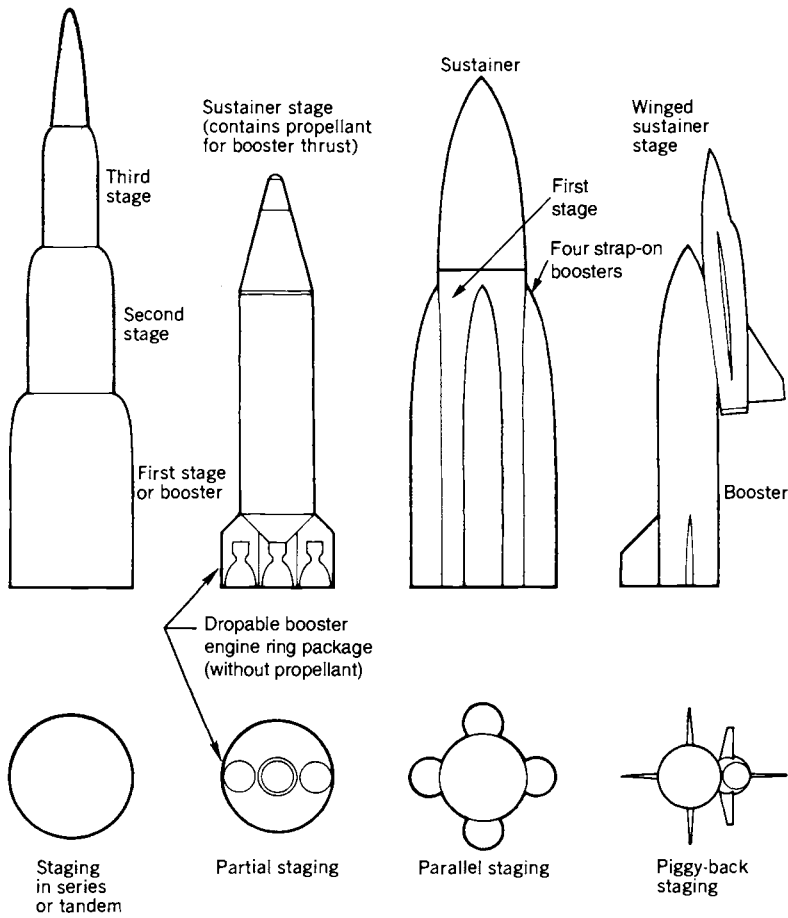 Third
stage
Second
stage
First stage
or booster
Sustainer stage
(contains propellant
for booster thrust)
Dropable booster
engine ring package
(without propellant)
Sustainer
First
stage
Four strap-on
boosters
Winged
sustainer
stage
Booster
Staging
in series
or tandem
Partial staging
Parallel staging
Piggy-back
staging